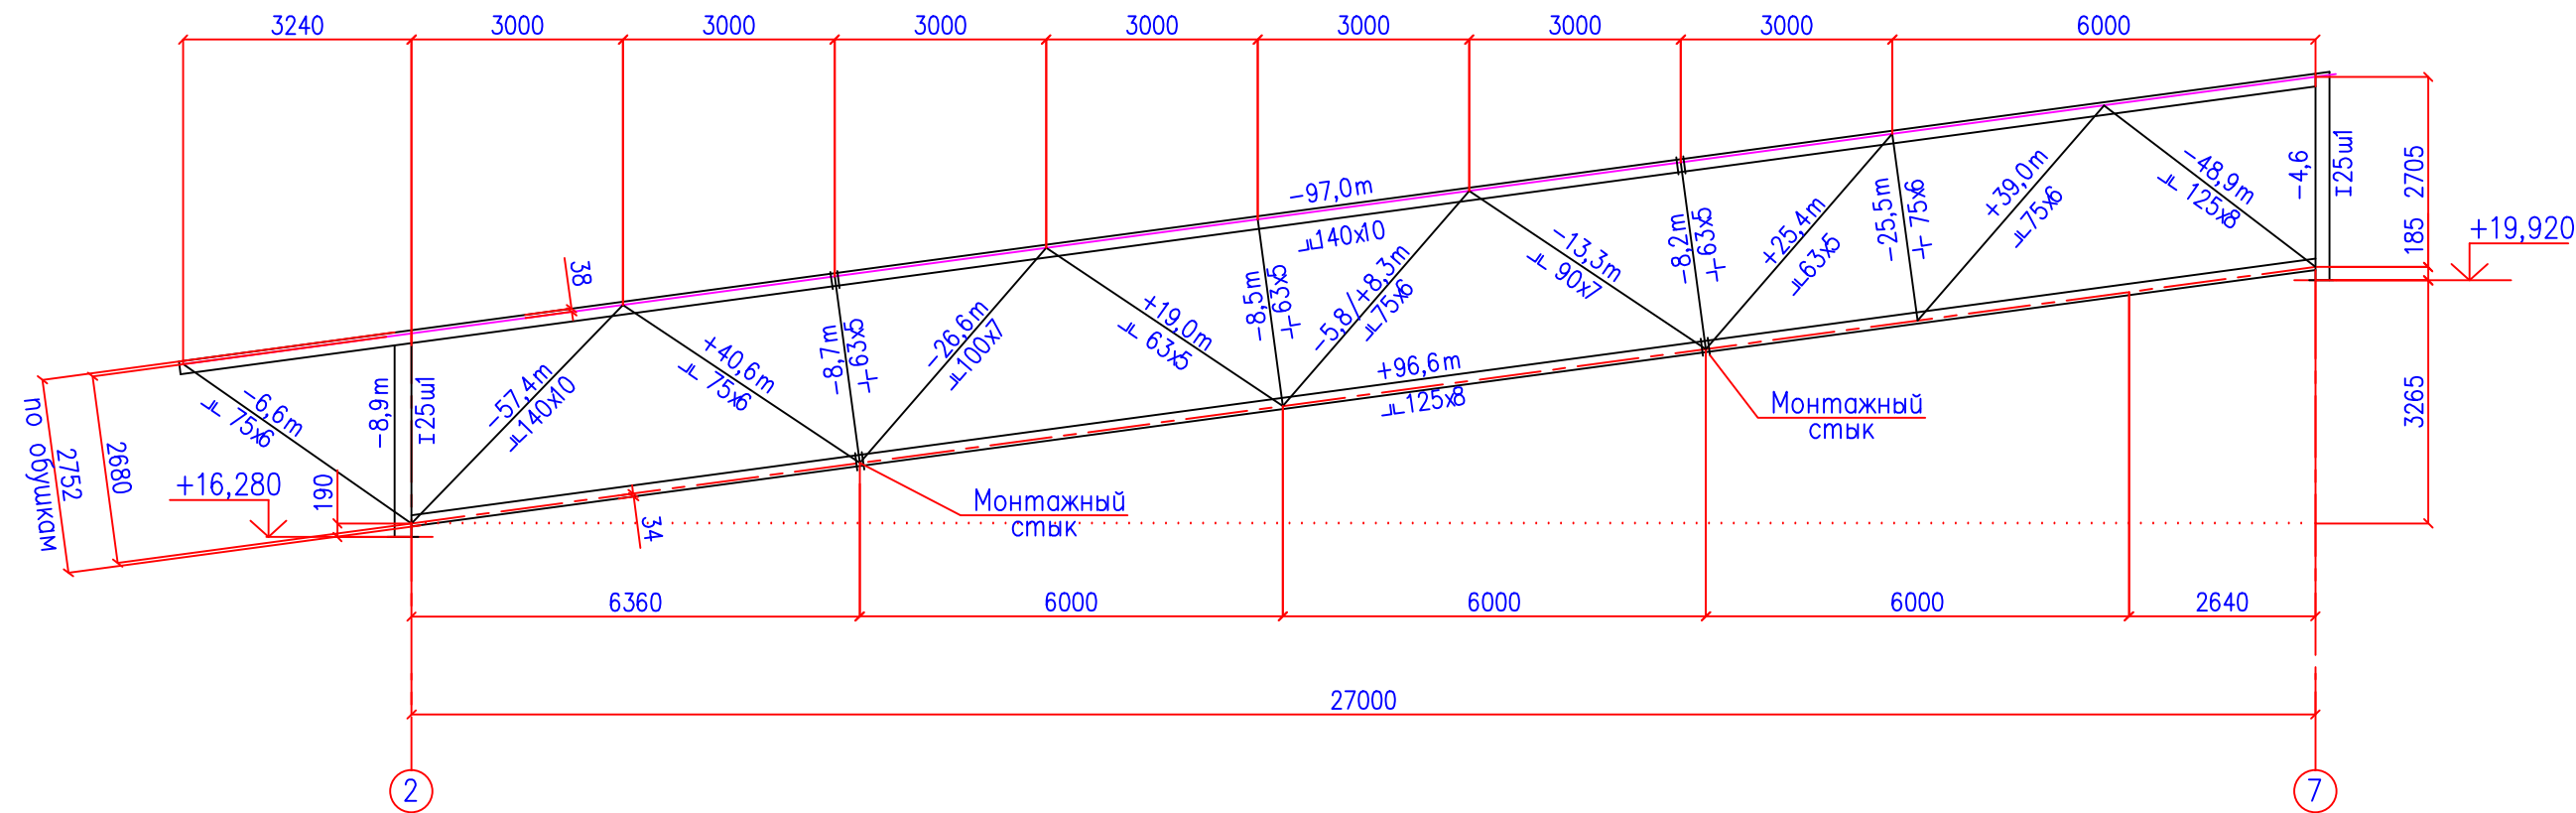 3240
3000
3000
3000
3000
3000
3000
3000
6000
-97,0т
140х10
38
-6,6т
75х6
-8,9т
I25ш1
-57,4т
140х10
+40,6т
75х6
-8,7т
63х5
-26,6т
100х7
+19,0т
63х5
-8,5т
63х5
-5,8/+8,3т
75х6
-13,3т
90х7
-8,2т
63х5
+25,4т
63х5
-25,5т
75х6
+39,0т
75х6
-48,9т
125х8
-4,6
I25ш1
2705
185
+19,920
3265
+96,6т
125х8
Монтажный
стык
Монтажный
стык
по обушкам
2752
2680
+16,280
160
34
6360
6000
6000
6000
2640
27000
2
7